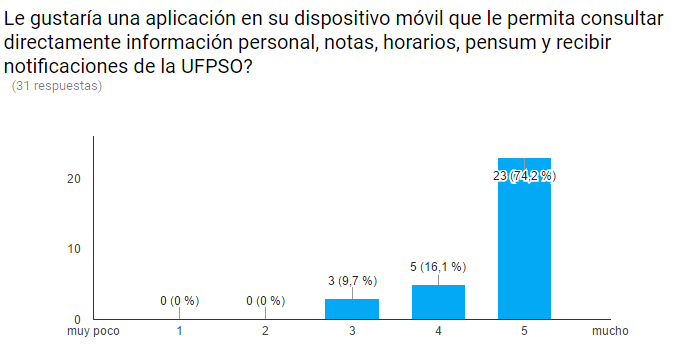 Le gustaría una aplicación en su dispositivo móvil que le permita consultar
directamente información personal, notas, horarios, pensum y recibir
notificaciones de la UFPSO?
(31 respuestas)
20
10
0
0 (0 %)
0 (0 %)
3 (9,7 %)
5 (16,1 %)
23 (74,2 %)
muy poco 1 2 3 4 5 mucho